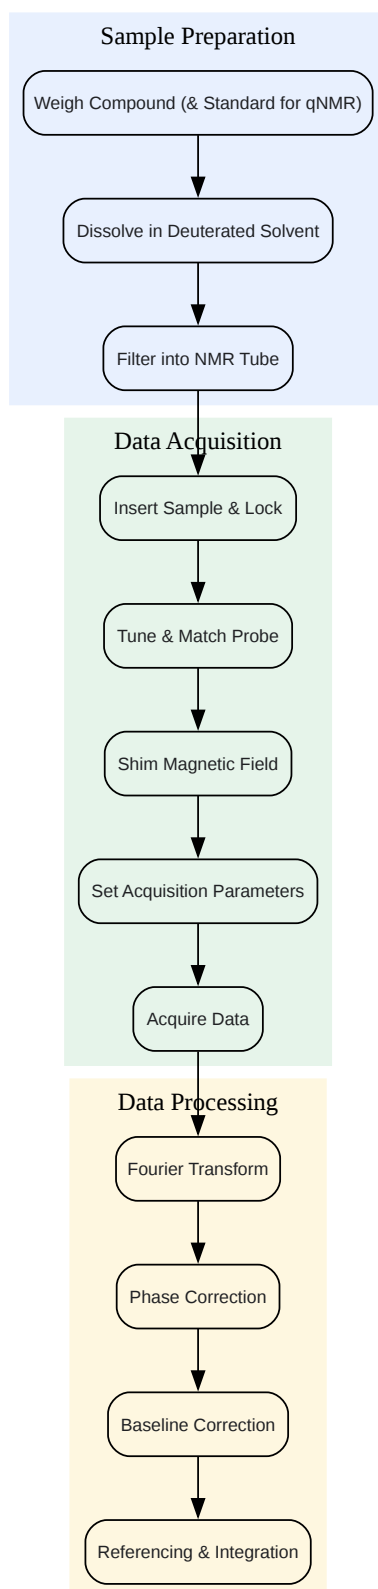 Sample Preparation
Weigh Compound (& Standard for qNMR)
Dissolve in Deuterated Solvent
Filter into NMR Tube
Data Acquisition
Insert Sample & Lock
Tune & Match Probe
Shim Magnetic Field
Set Acquisition Parameters
Acquire Data
Data Processing
Fourier Transform
Phase Correction
Baseline Correction
Referencing & Integration